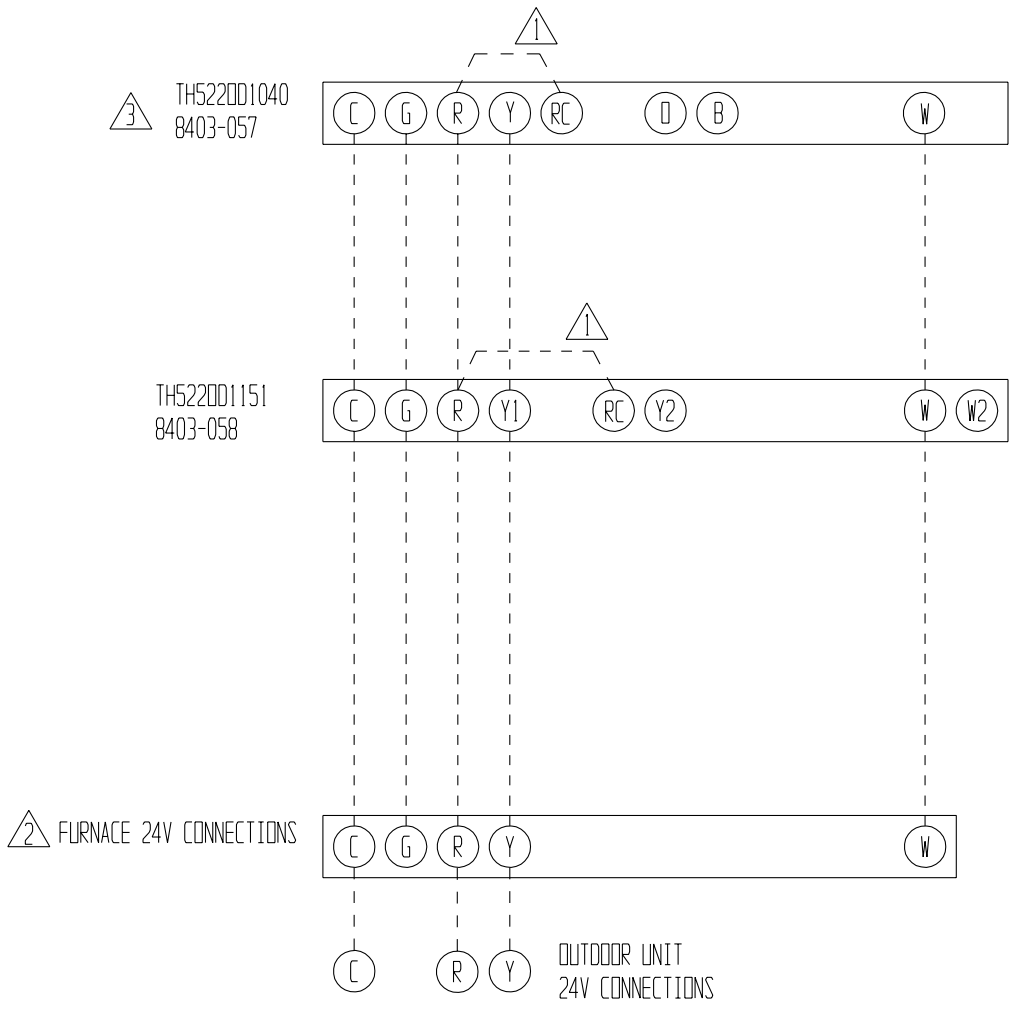 1
3
TH5220D1040
8403-057
C G R Y RC O B W
1
TH5220D1151
8403-058
C G R Y1 RC Y2 W W2
2 FURNACE 24V CONNECTIONS
C G R Y W
C R Y
OUTDOOR UNIT
24V CONNECTIONS